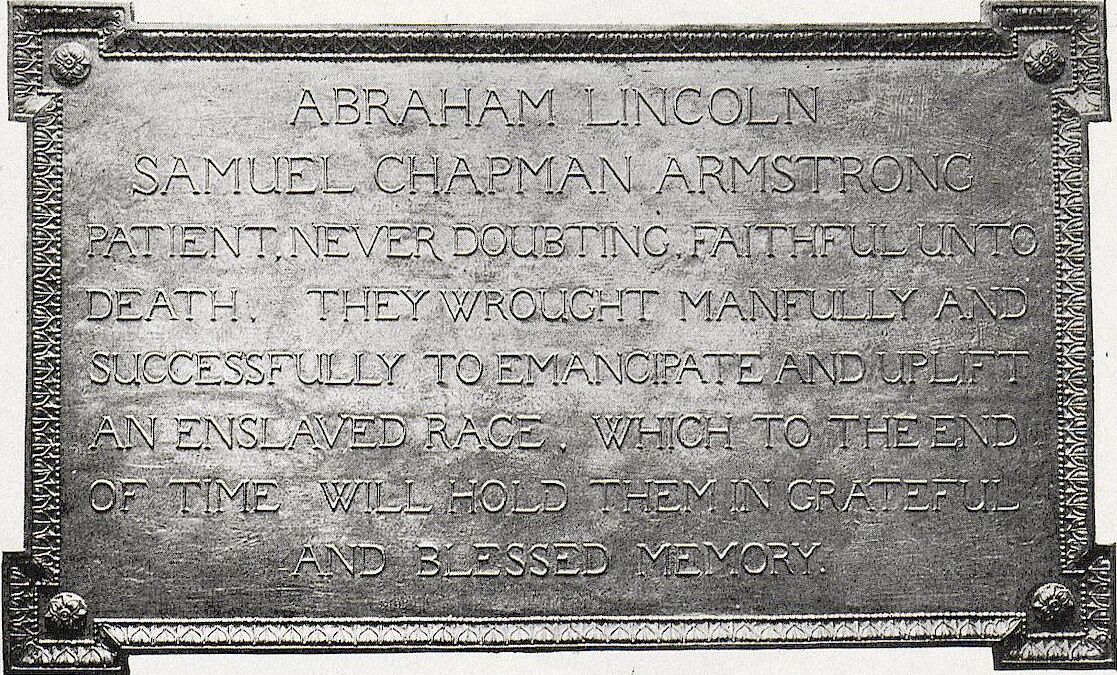 ABRAHAM LINCOLN
SAMUEL CHAPMAN ARMSTRONG
PATIENT, NEVER DOUBTING, FAITHFUL UNTO
DEATH. THEY WROUGHT MANFULLY AND
SUCCESSFULLY TO EMANCIPATE AND UPLIFT
AN ENSLAVED RACE, WHICH TO THE END
OF TIME WILL HOLD THEM IN GRATEFUL
AND BLESSED MEMORY.